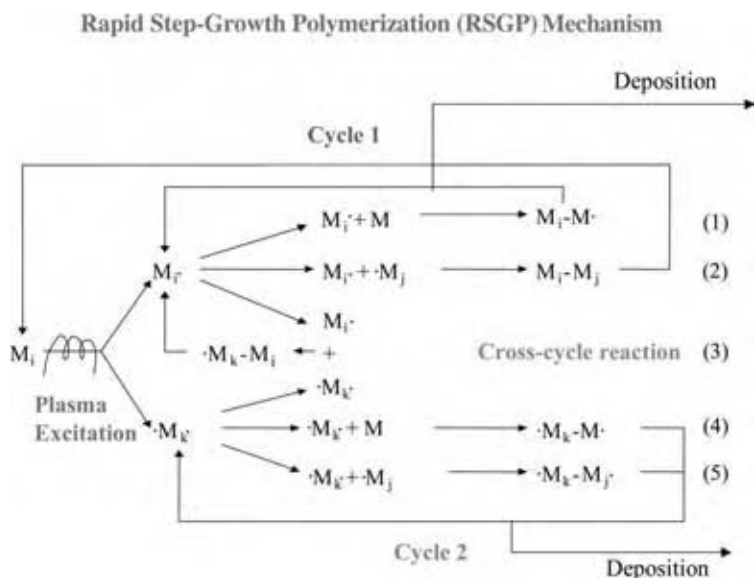 Rapid Step-Growth Polymerization (RSGP) Mechanism
Deposition
Cycle 1
Mᵢ· + M → Mᵢ-M· (1)
Mᵢ· Mᵢ· + ·Mⱼ → Mᵢ-Mⱼ (2)
Mᵢ·
Mᵢ ·Mₖ-Mᵢ ← + Cross-cycle reaction (3)
Plasma
Excitation
·Mₖ·
·Mₖ· ·Mₖ· + M → ·Mₖ-M· (4)
·Mₖ· + ·Mⱼ → ·Mₖ-Mⱼ· (5)
Cycle 2
Deposition